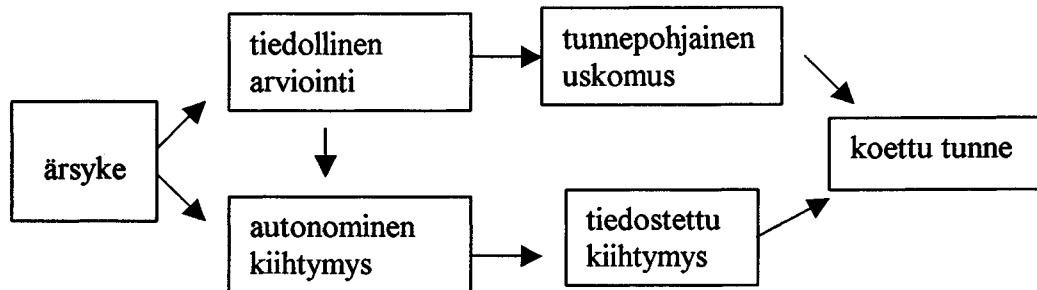 tiedollinen
arviointi
tunnepohjainen
uskomus
ärsyke
koettu tunne
autonominen
kiihtymys
tiedostettu
kiihtymys